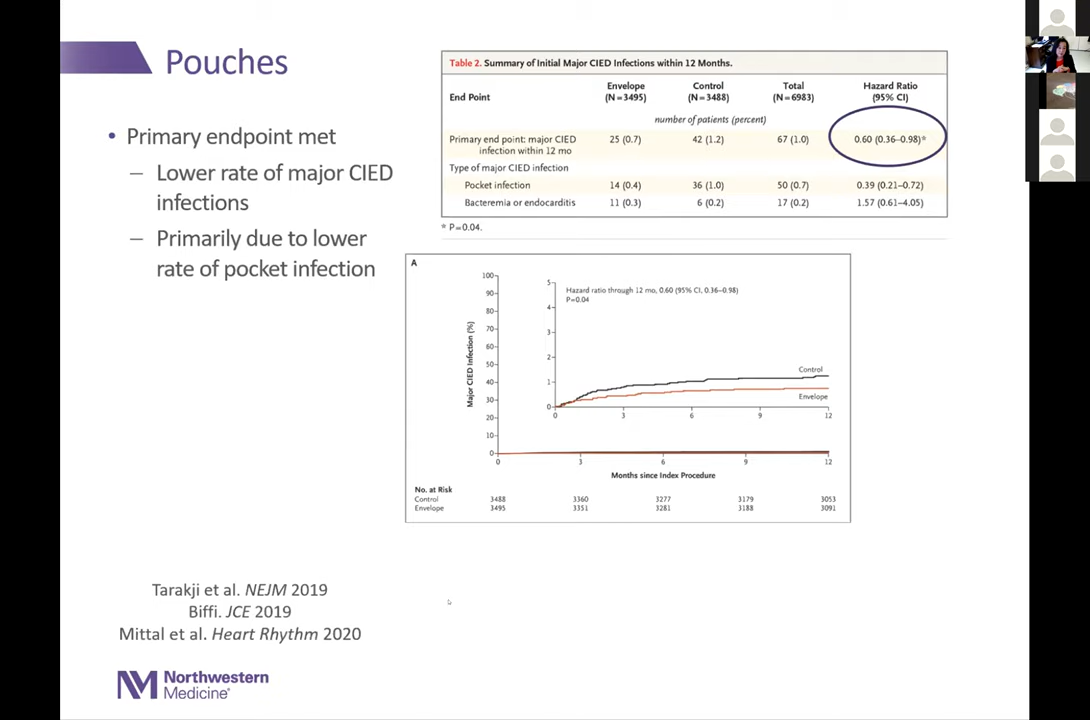 Pouches
• Primary endpoint met
– Lower rate of major CIED
infections
– Primarily due to lower
rate of pocket infection
Table 2. Summary of Initial Major CIED Infections within 12 Months.
End Point Envelope (N=3495) Control (N=3488) Total (N=6983) Hazard Ratio (95% CI)
number of patients (percent)
Primary end point: major CIED infection within 12 mo 25 (0.7) 42 (1.2) 67 (1.0) 0.60 (0.36–0.98)*
Type of major CIED infection
Pocket infection 14 (0.4) 36 (1.0) 50 (0.7) 0.39 (0.21–0.72)
Bacteremia or endocarditis 11 (0.3) 6 (0.2) 17 (0.2) 1.57 (0.61–4.05)
* P=0.04.
A
Major CIED Infection (%)
100
90
80
70
60
50
40
30
20
10
0
5
4
3
2
1
0
Hazard ratio through 12 mo, 0.60 (95% CI, 0.36–0.98)
P=0.04
Control
Envelope
0 3 6 9 12
0 3 6 9 12
Months since Index Procedure
No. at Risk
Control 3488 3360 3277 3179 3053
Envelope 3495 3351 3281 3188 3091
Tarakji et al. NEJM 2019
Biffi. JCE 2019
Mittal et al. Heart Rhythm 2020
NM Northwestern
Medicine®